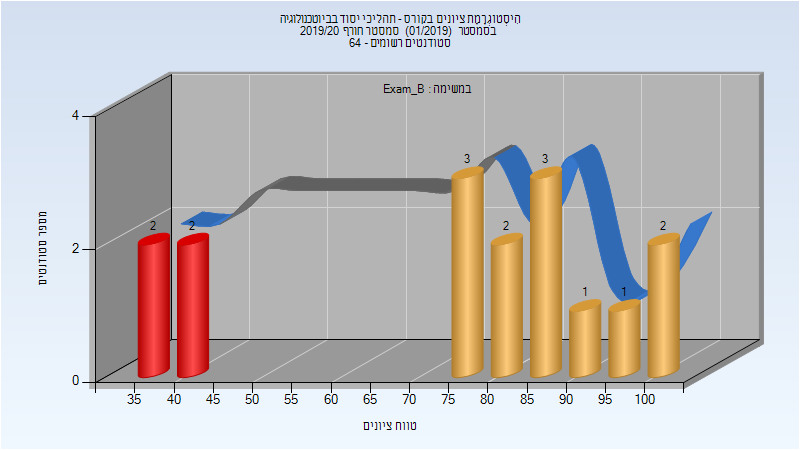 הִיסְטוֹגְרָמַת ציונים בקורס - תהליכי יסוד בביוטכנולוגיה
בסמסטר (01/2019) סמסטר חורף 2019/20
סטודנטים רשומים - 64
במשימה : Exam_B
מספר סטודנטים
4
2
0
2 2 3 2 3 1 1 2
35 40 45 50 55 60 65 70 75 80 85 90 95 100
טווח ציונים